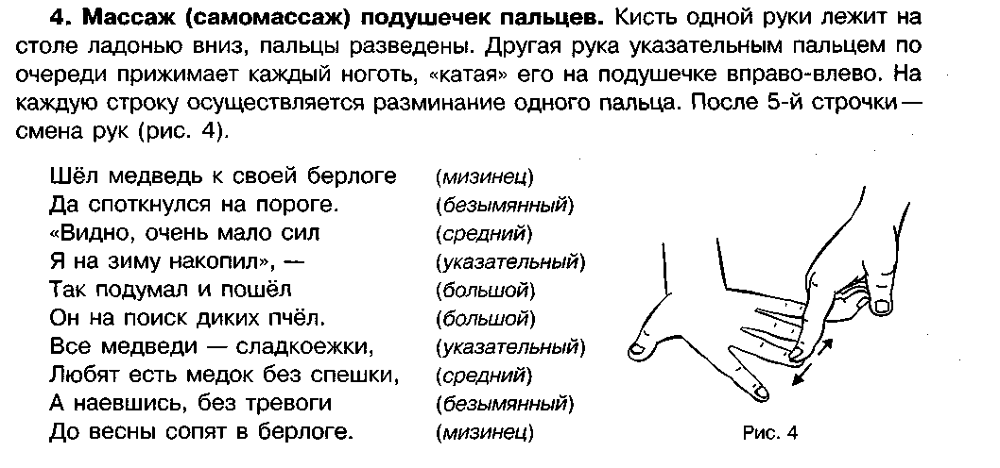 4. Массаж (самомассаж) подушечек пальцев. Кисть одной руки лежит на
столе ладонью вниз, пальцы разведены. Другая рука указательным пальцем по
очереди прижимает каждый ноготь, «катая» его на подушечке вправо-влево. На
каждую строку осуществляется разминание одного пальца. После 5-й строчки —
смена рук (рис. 4).
Шёл медведь к своей берлоге (мизинец)
Да споткнулся на пороге. (безымянный)
«Видно, очень мало сил (средний)
Я на зиму накопил», — (указательный)
Так подумал и пошёл (большой)
Он на поиск диких пчёл. (большой)
Все медведи — сладкоежки, (указательный)
Любят есть медок без спешки, (средний)
А наевшись, без тревоги (безымянный)
До весны сопят в берлоге. (мизинец)
Рис. 4